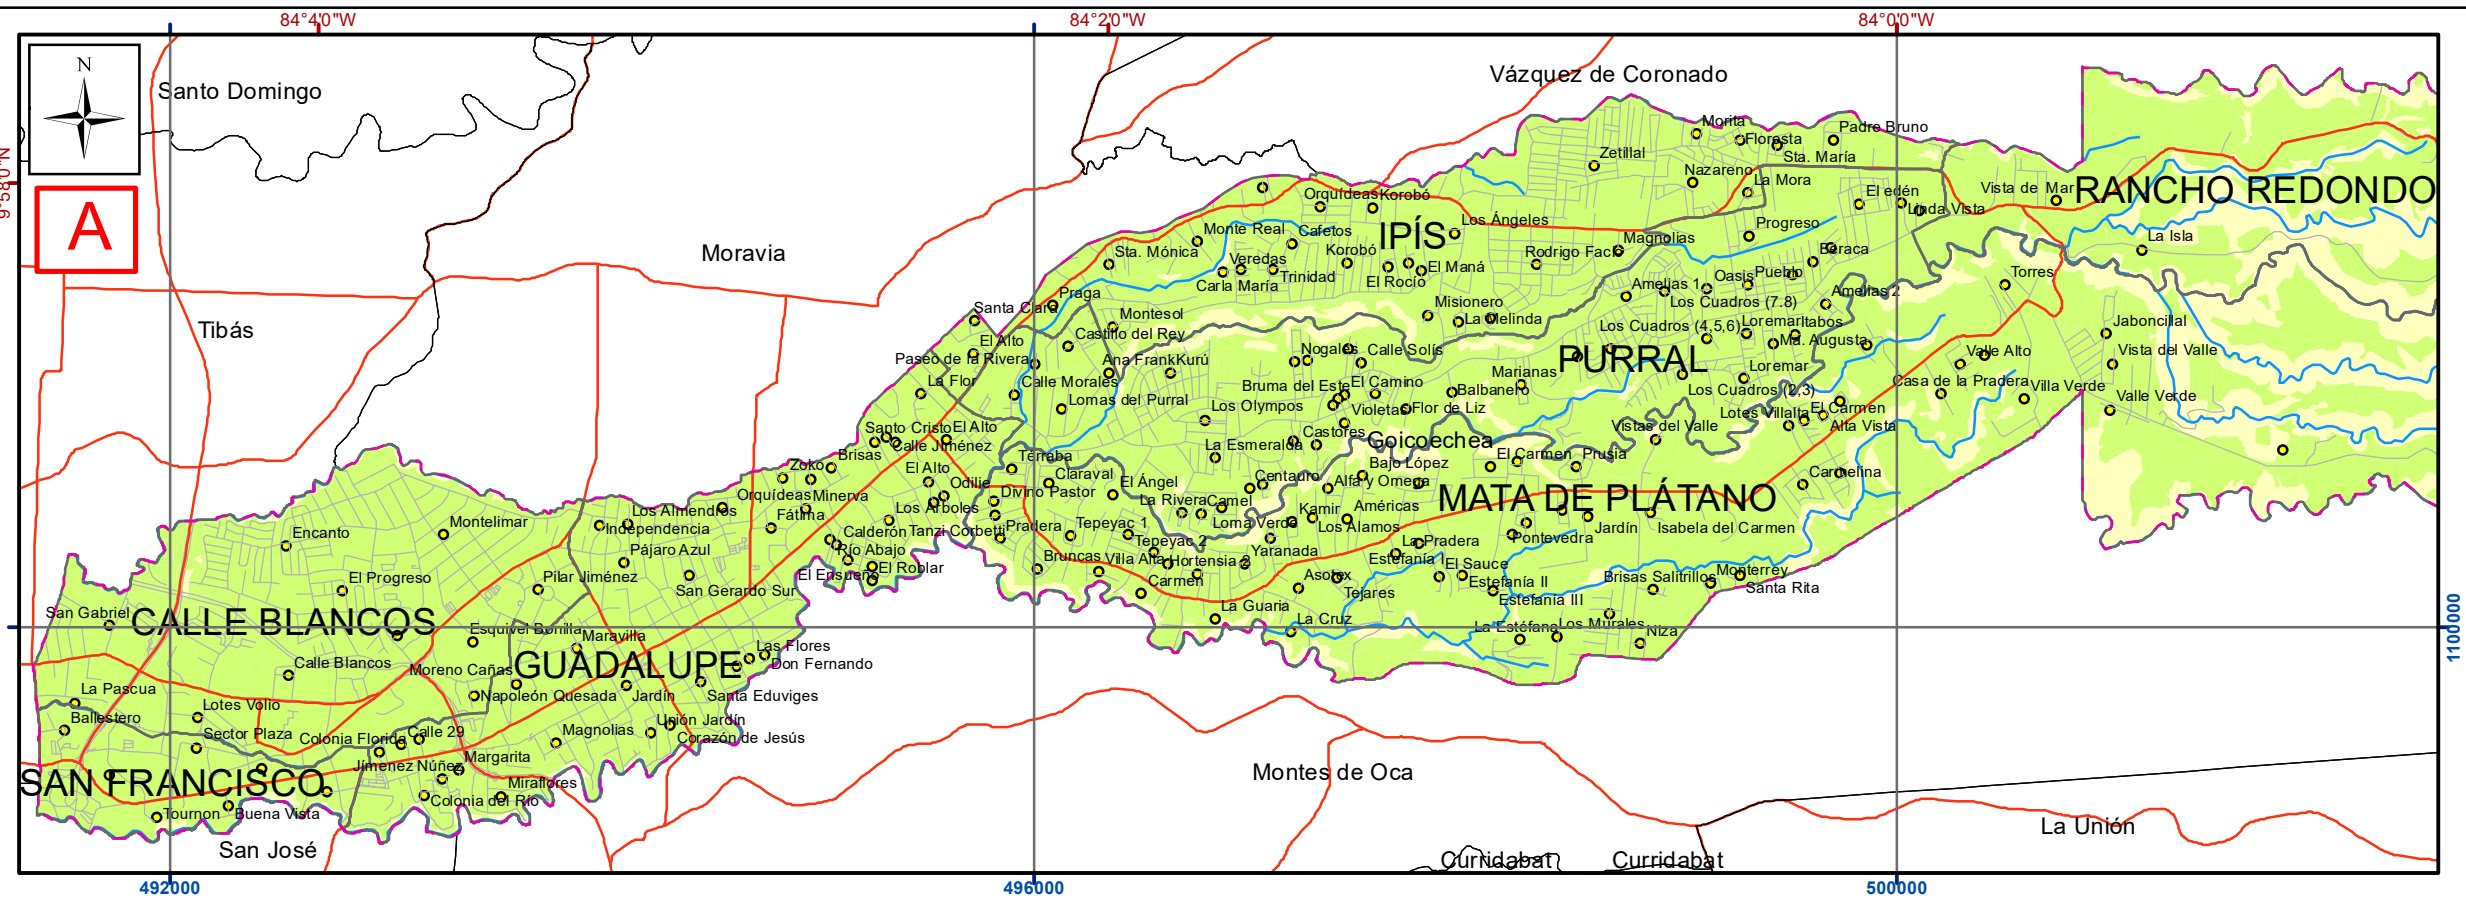 84°4'0"W
84°2'0"W
84°0'0"W
N
Santo Domingo
Vázquez de Coronado
9°58'0"N
A
Morita
Floresta
Padre Bruno
Sta. María
Zetillal
Nazareno
La Mora
El edén
Vista de Mar
RANCHO REDONDO
Linda Vista
Orquídeas
Korobó
Los Ángeles
Progreso
Monte Real
Cafetos
IPÍS
Magnolias
La Isla
Moravia
Sta. Mónica
Veredas
Korobó
Rodrigo Facio
Beraca
Carla María
Trinidad
El Rocío
El Maná
Oasis
Pueblo
Torres
Amelias 1
Amelias 2
Praga
Santa Clara
Misionero
Los Cuadros (7.8)
Montesol
La Melinda
Tibás
Castillo del Rey
Los Cuadros (4,5,6)
Loremar
Itabos
Jaboncillal
El Alto
Nogales
Calle Solís
Ma. Augusta
Paseo de la Rivera
Ana Frank
Kurú
PURRAL
Valle Alto
Vista del Valle
La Flor
Calle Morales
Bruma del Este
El Camino
Marianas
Loremar
Balbanero
Los Cuadros (2,3)
Casa de la Pradera
Villa Verde
Lomas del Purral
Los Olympos
Violetas
Flor de Liz
Lotes Villalta
El Carmen
Valle Verde
Santo Cristo
El Alto
Castores
Goicoechea
Vistas del Valle
Alta Vista
Calle Jiménez
La Esmeralda
Brisas
Térraba
Zoko
El Alto
Claraval
Bajo López
El Carmen
Prusia
Carmelina
Odilie
El Ángel
Centauro
Alfa y Omega
Orquídeas
Minerva
Divino Pastor
La Rivera
Camel
MATA DE PLÁTANO
Los Almendros
Fátima
Los Árboles
Kamir
Américas
Montelimar
Independencia
Pradera
Tepeyac 1
Loma Verde
Los Alamos
Jardín
Isabela del Carmen
Encanto
Calderón
Tanzi Corbetti
Tepeyac 2
Yaranada
La Pradera
Pontevedra
Pájaro Azul
Río Abajo
Bruncas
Villa Alta
Hortensia 2
Estefanía I
El Sauce
El Progreso
Pilar Jiménez
El Ensueño
El Roblar
Carmen
Asotex
Estefanía II
Brisas Salitrillos
Monterrey
San Gerardo Sur
Tejares
Estefanía III
Santa Rita
San Gabriel
CALLE BLANCOS
La Guaria
La Cruz
La Estéfana
Los Murales
Niza
1100000
Esquivel Bonilla
Maravilla
Calle Blancos
Moreno Cañas
GUADALUPE
Las Flores
Don Fernando
La Pascua
Napoleón Quesada
Jardín
Santa Eduviges
Ballestero
Lotes Volio
Unión Jardín
Sector Plaza
Colonia Florida
Calle 29
Magnolias
Corazón de Jesús
Margarita
SAN FRANCISCO
Jímenez Núñez
Montes de Oca
Miraflores
Colonia del Río
Tournon
Buena Vista
La Unión
San José
Curridabat
Curridabat
492000
496000
500000